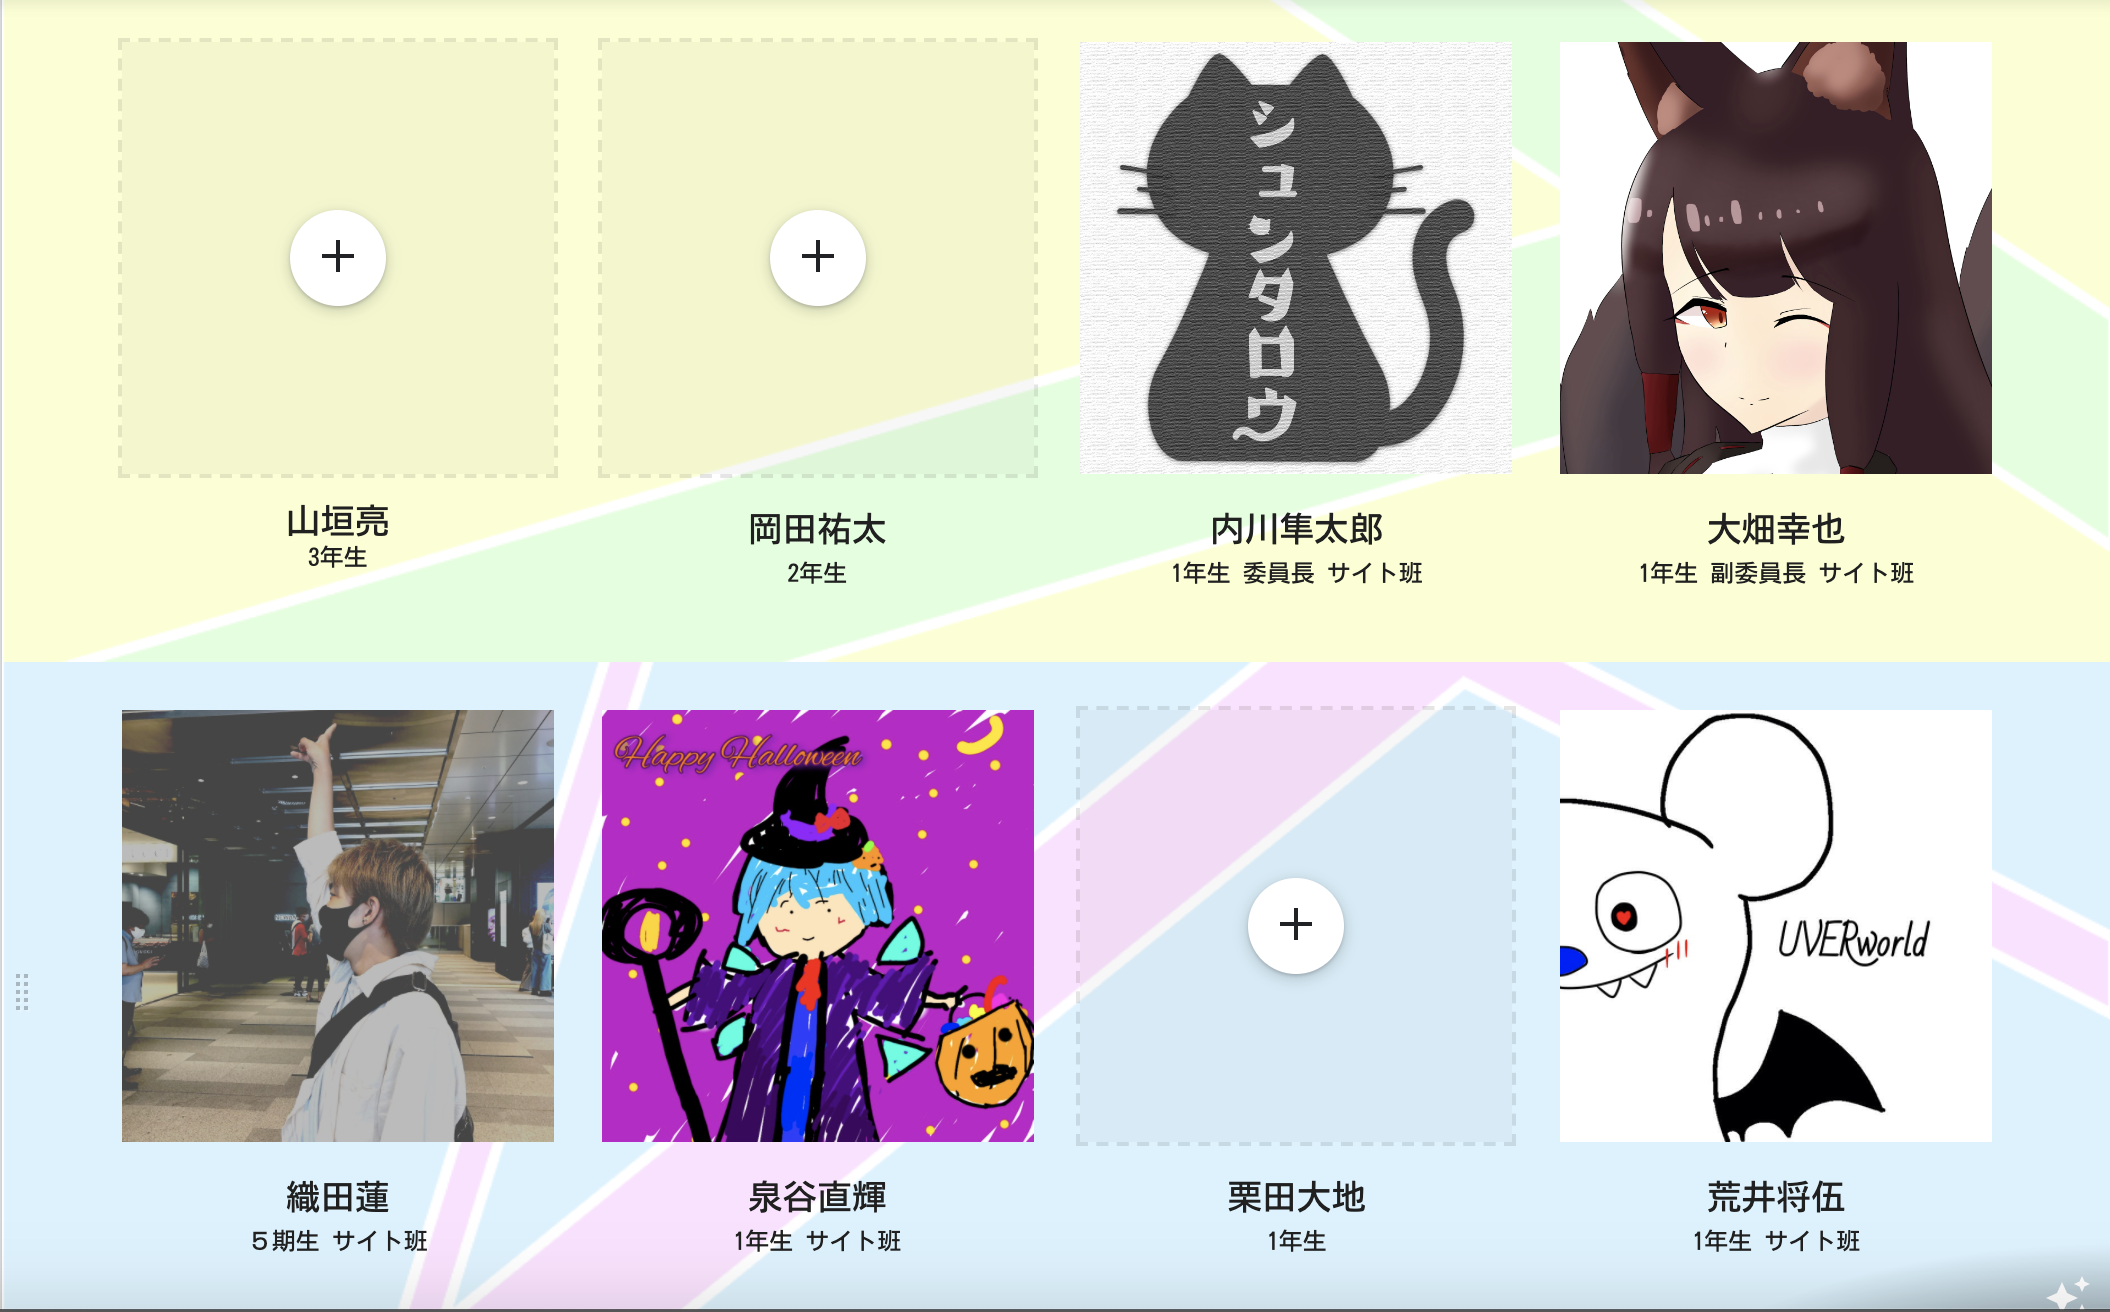 シュンタロウ
山垣亮
3年生
岡田祐太
2年生
内川隼太郎
1年生 委員長 サイト班
大畑幸也
1年生 副委員長 サイト班
Happy Halloween
UVERworld
織田蓮
５期生 サイト班
泉谷直輝
1年生 サイト班
栗田大地
1年生
荒井将伍
1年生 サイト班